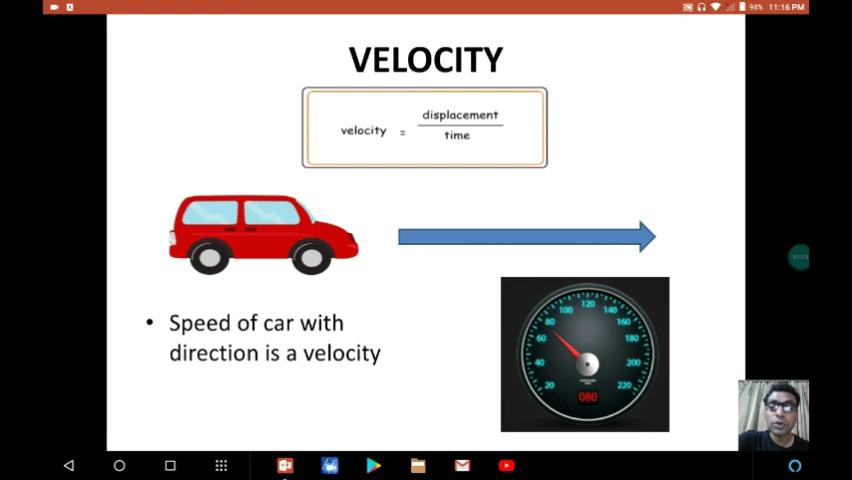 98% 11:16 PM
VELOCITY
velocity = displacement
time
• Speed of car with
direction is a velocity
20
40
60
80
100
120
140
160
180
200
220
080